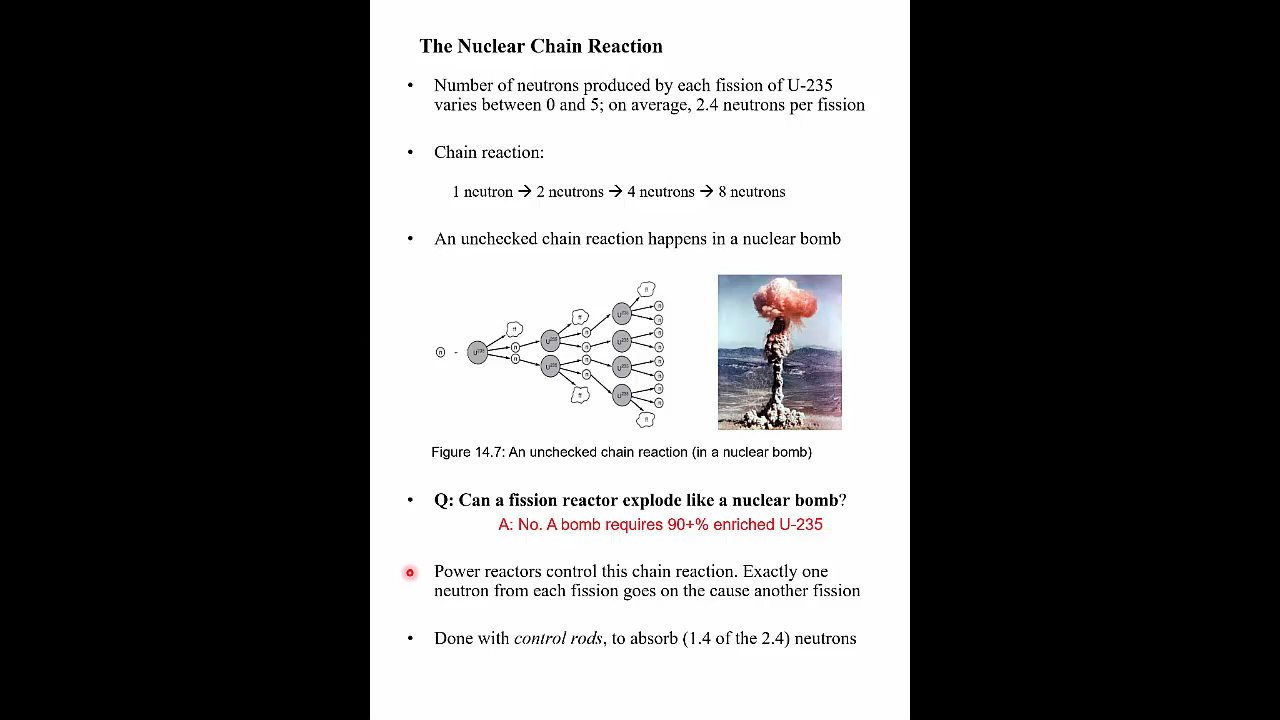 The Nuclear Chain Reaction
• Number of neutrons produced by each fission of U-235
varies between 0 and 5; on average, 2.4 neutrons per fission
• Chain reaction:
1 neutron → 2 neutrons → 4 neutrons → 8 neutrons
• An unchecked chain reaction happens in a nuclear bomb
Figure 14.7: An unchecked chain reaction (in a nuclear bomb)
• Q: Can a fission reactor explode like a nuclear bomb?
A: No. A bomb requires 90+% enriched U-235
• Power reactors control this chain reaction. Exactly one
neutron from each fission goes on the cause another fission
• Done with control rods, to absorb (1.4 of the 2.4) neutrons